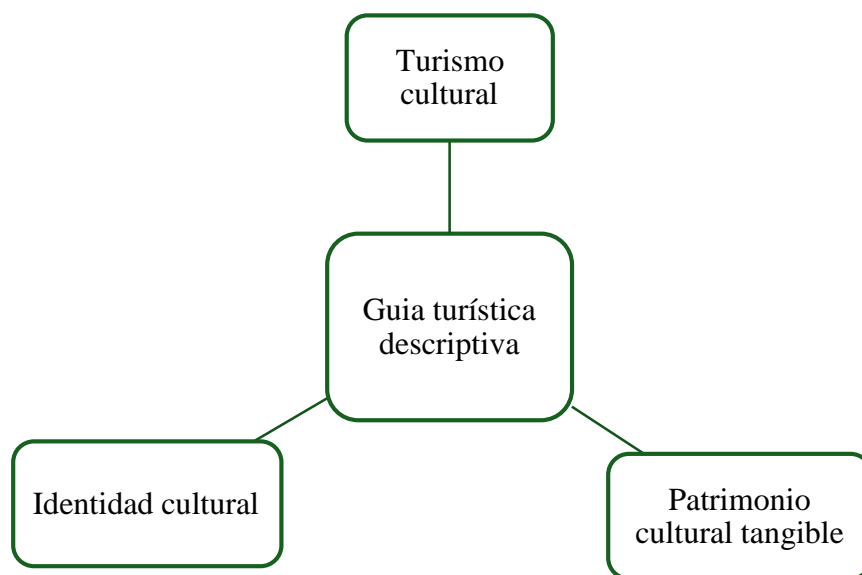 Turismo
cultural
Guia turística
descriptiva
Identidad cultural
Patrimonio
cultural tangible